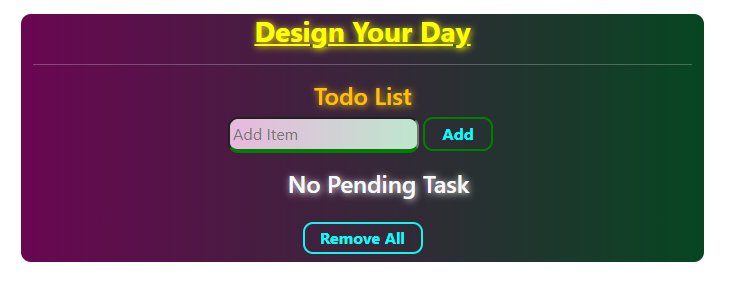 Design Your Day
Todo List
Add Item Add
No Pending Task
Remove All